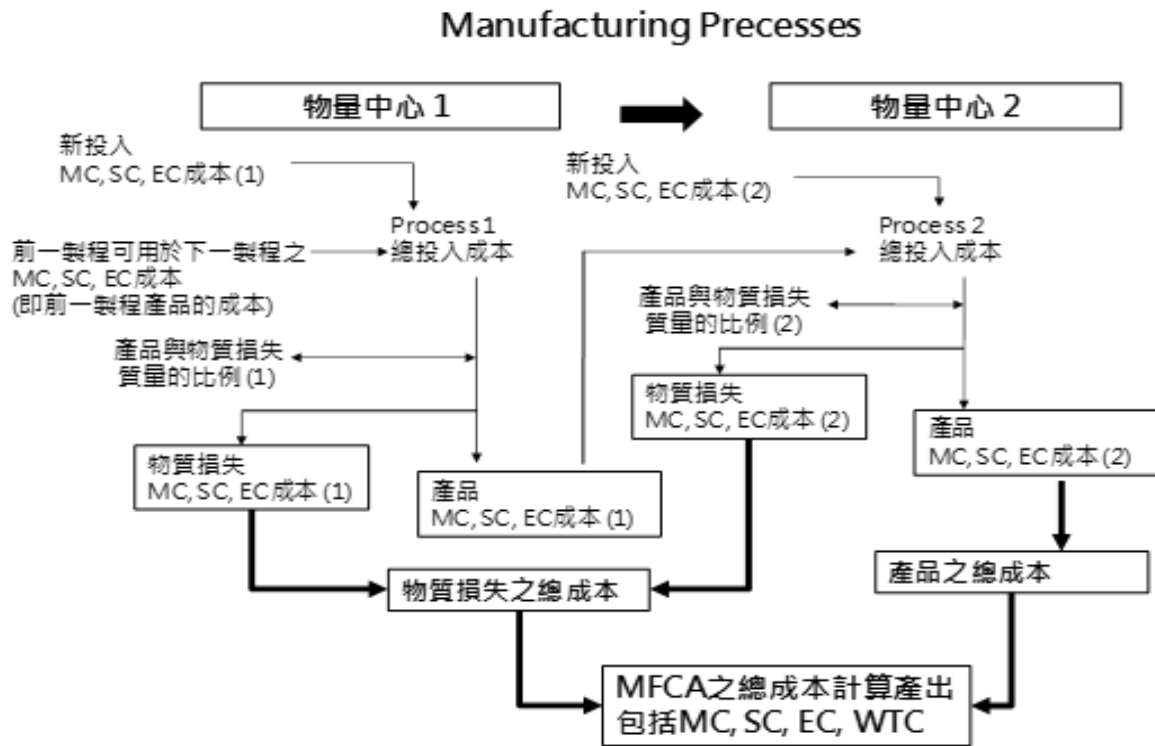 Manufacturing Precesses
物量中心 1
物量中心 2
新投入
MC, SC, EC成本 (1)
新投入
MC, SC, EC成本 (2)
Process1
總投入成本
Process 2
總投入成本
前一製程可用於下一製程之
MC, SC, EC成本
(即前一製程產品的成本)
產品與物質損失
質量的比例 (1)
產品與物質損失
質量的比例 (2)
物質損失
MC, SC, EC成本 (1)
產品
MC, SC, EC成本 (1)
物質損失
MC, SC, EC成本 (2)
產品
MC, SC, EC成本 (2)
物質損失之總成本
產品之總成本
MFCA之總成本計算產出
包括MC, SC, EC, WTC